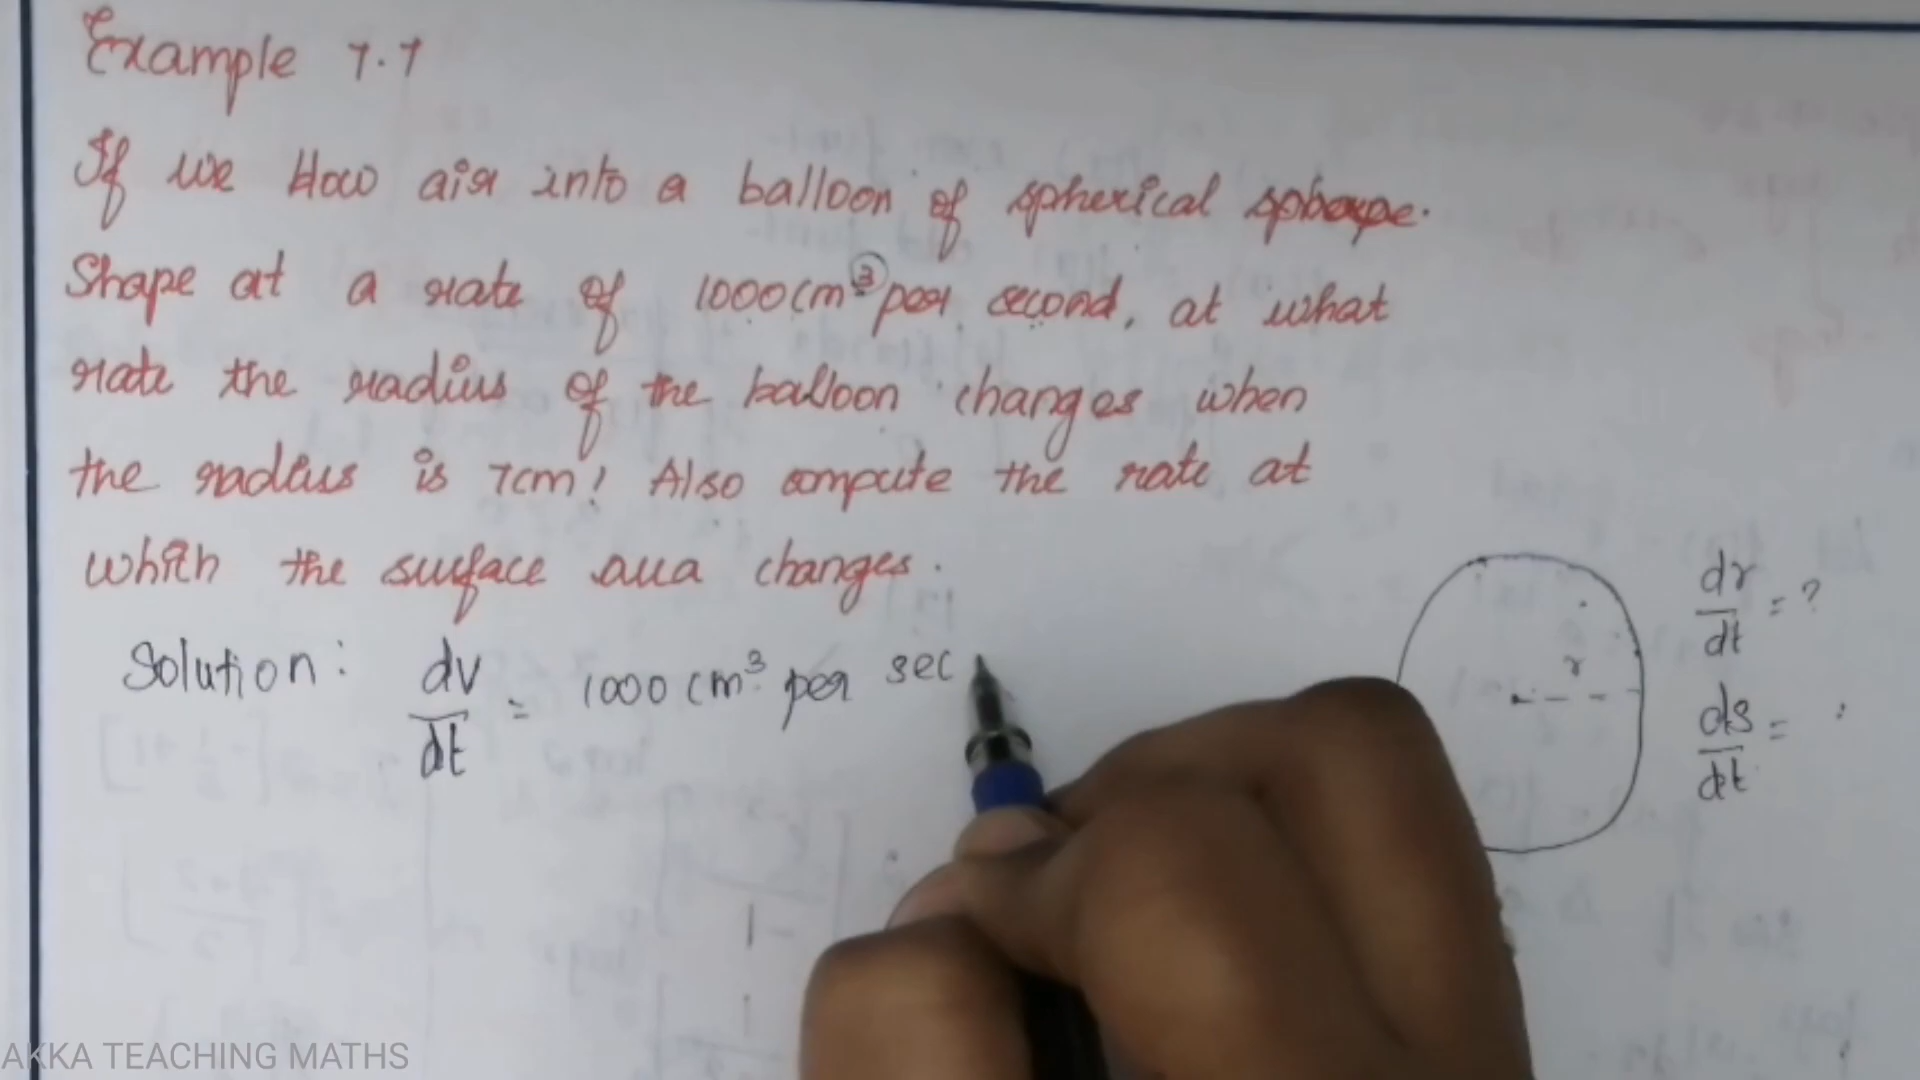 Example 7.7
If we blow air into a balloon of spherical
Shape at a rate of 1000cm³ per second, at what
rate the radius of the balloon changes when
the radius is 7cm? Also compute the rate at
which the surface area changes.
Solution: dv/dt = 1000 cm³ per sec
r
dr/dt = ?
ds/dt =
AKKA TEACHING MATHS